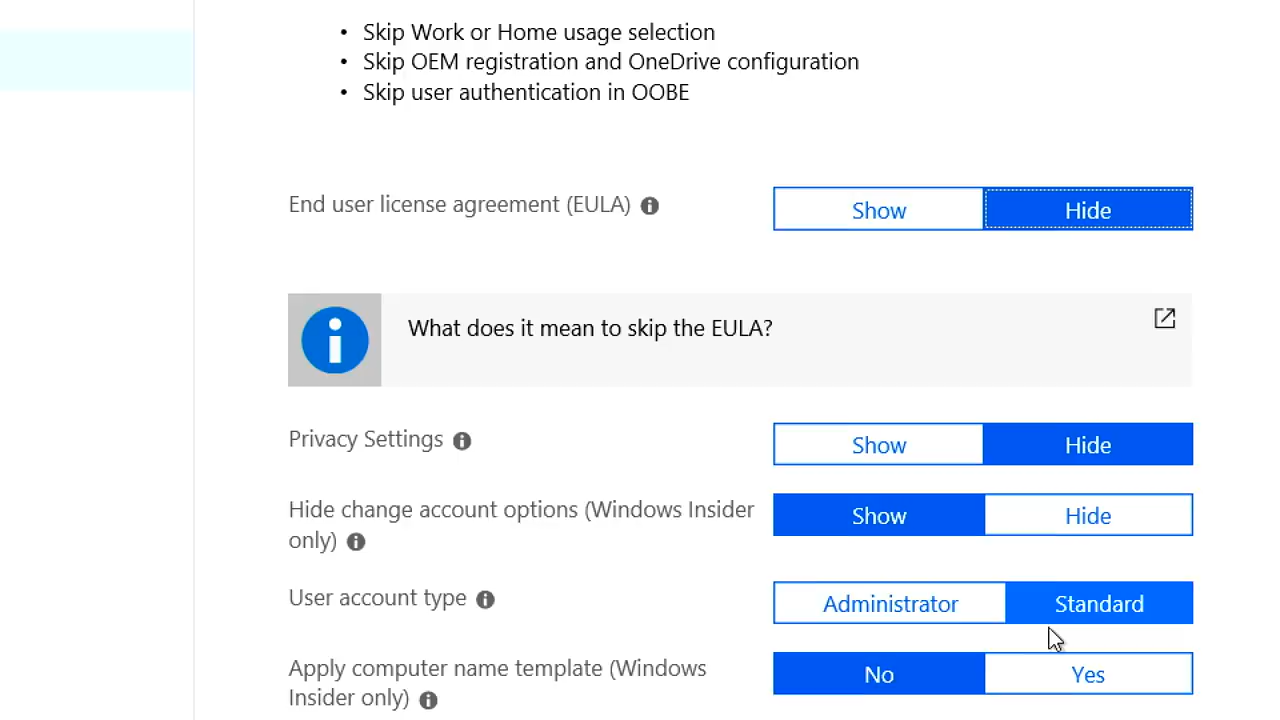 • Skip Work or Home usage selection
• Skip OEM registration and OneDrive configuration
• Skip user authentication in OOBE
End user license agreement (EULA)
Show
Hide
What does it mean to skip the EULA?
Privacy Settings
Show
Hide
Hide change account options (Windows Insider
only)
Show
Hide
User account type
Administrator
Standard
Apply computer name template (Windows
Insider only)
No
Yes